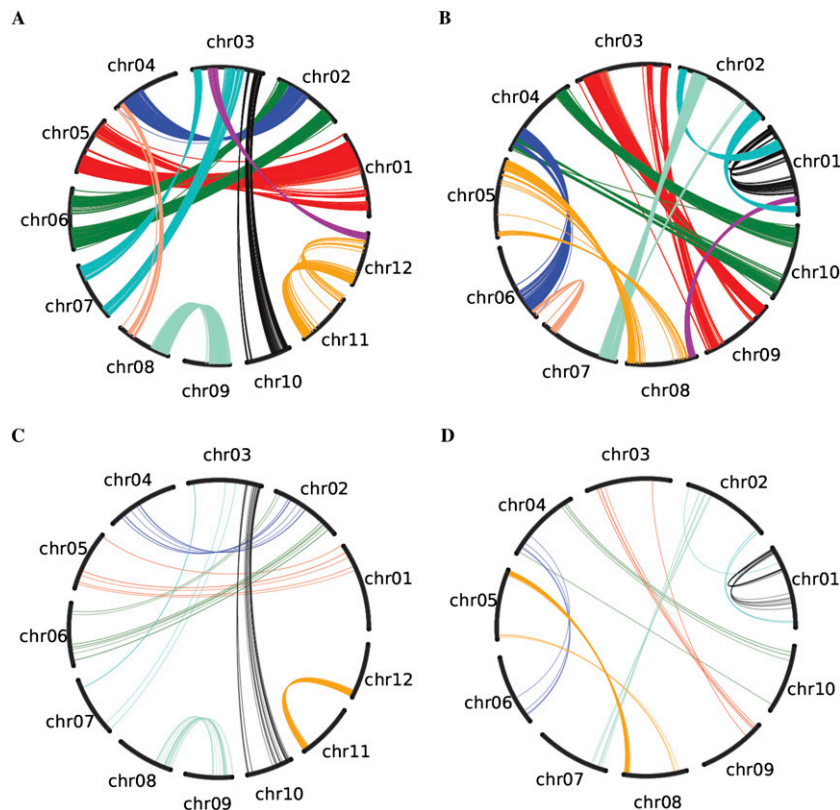 A
chr03
chr04
chr02
chr05
chr01
chr06
chr12
chr07
chr11
chr08
chr10
chr09
B
chr03
chr02
chr04
chr01
chr05
chr10
chr06
chr09
chr07
chr08
C
chr03
chr04
chr02
chr05
chr01
chr06
chr12
chr07
chr11
chr08
chr10
chr09
D
chr03
chr02
chr04
chr01
chr05
chr10
chr06
chr09
chr07
chr08